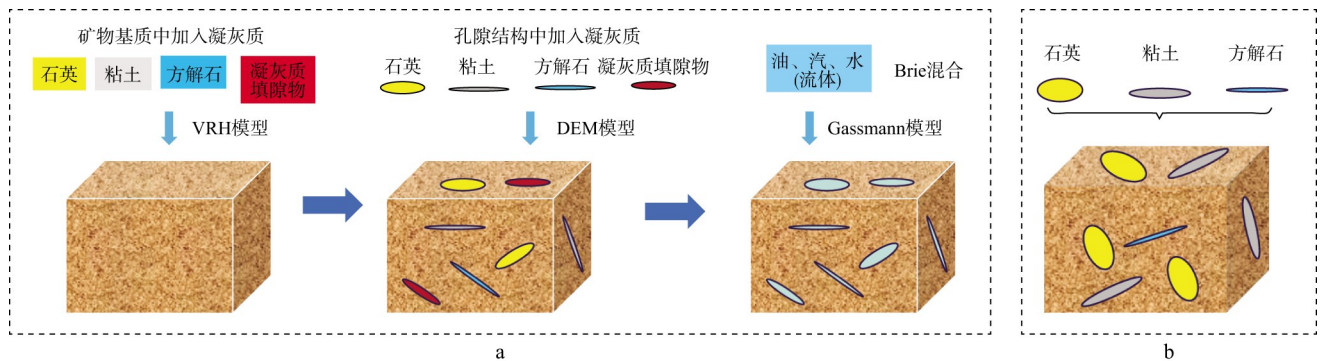 矿物基质中加入凝灰质
石英
粘土
方解石
凝灰质
填隙物
VRH模型
孔隙结构中加入凝灰质
石英
粘土
方解石
凝灰质填隙物
DEM模型
油、汽、水
(流体)
Brie混合
Gassmann模型
a
石英
粘土
方解石
b